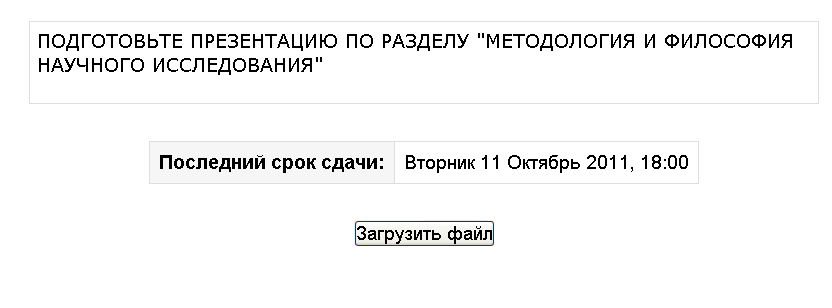 ПОДГОТОВЬТЕ ПРЕЗЕНТАЦИЮ ПО РАЗДЕЛУ "МЕТОДОЛОГИЯ И ФИЛОСОФИЯ
НАУЧНОГО ИССЛЕДОВАНИЯ"
Последний срок сдачи: Вторник 11 Октябрь 2011, 18:00
Загрузить файл